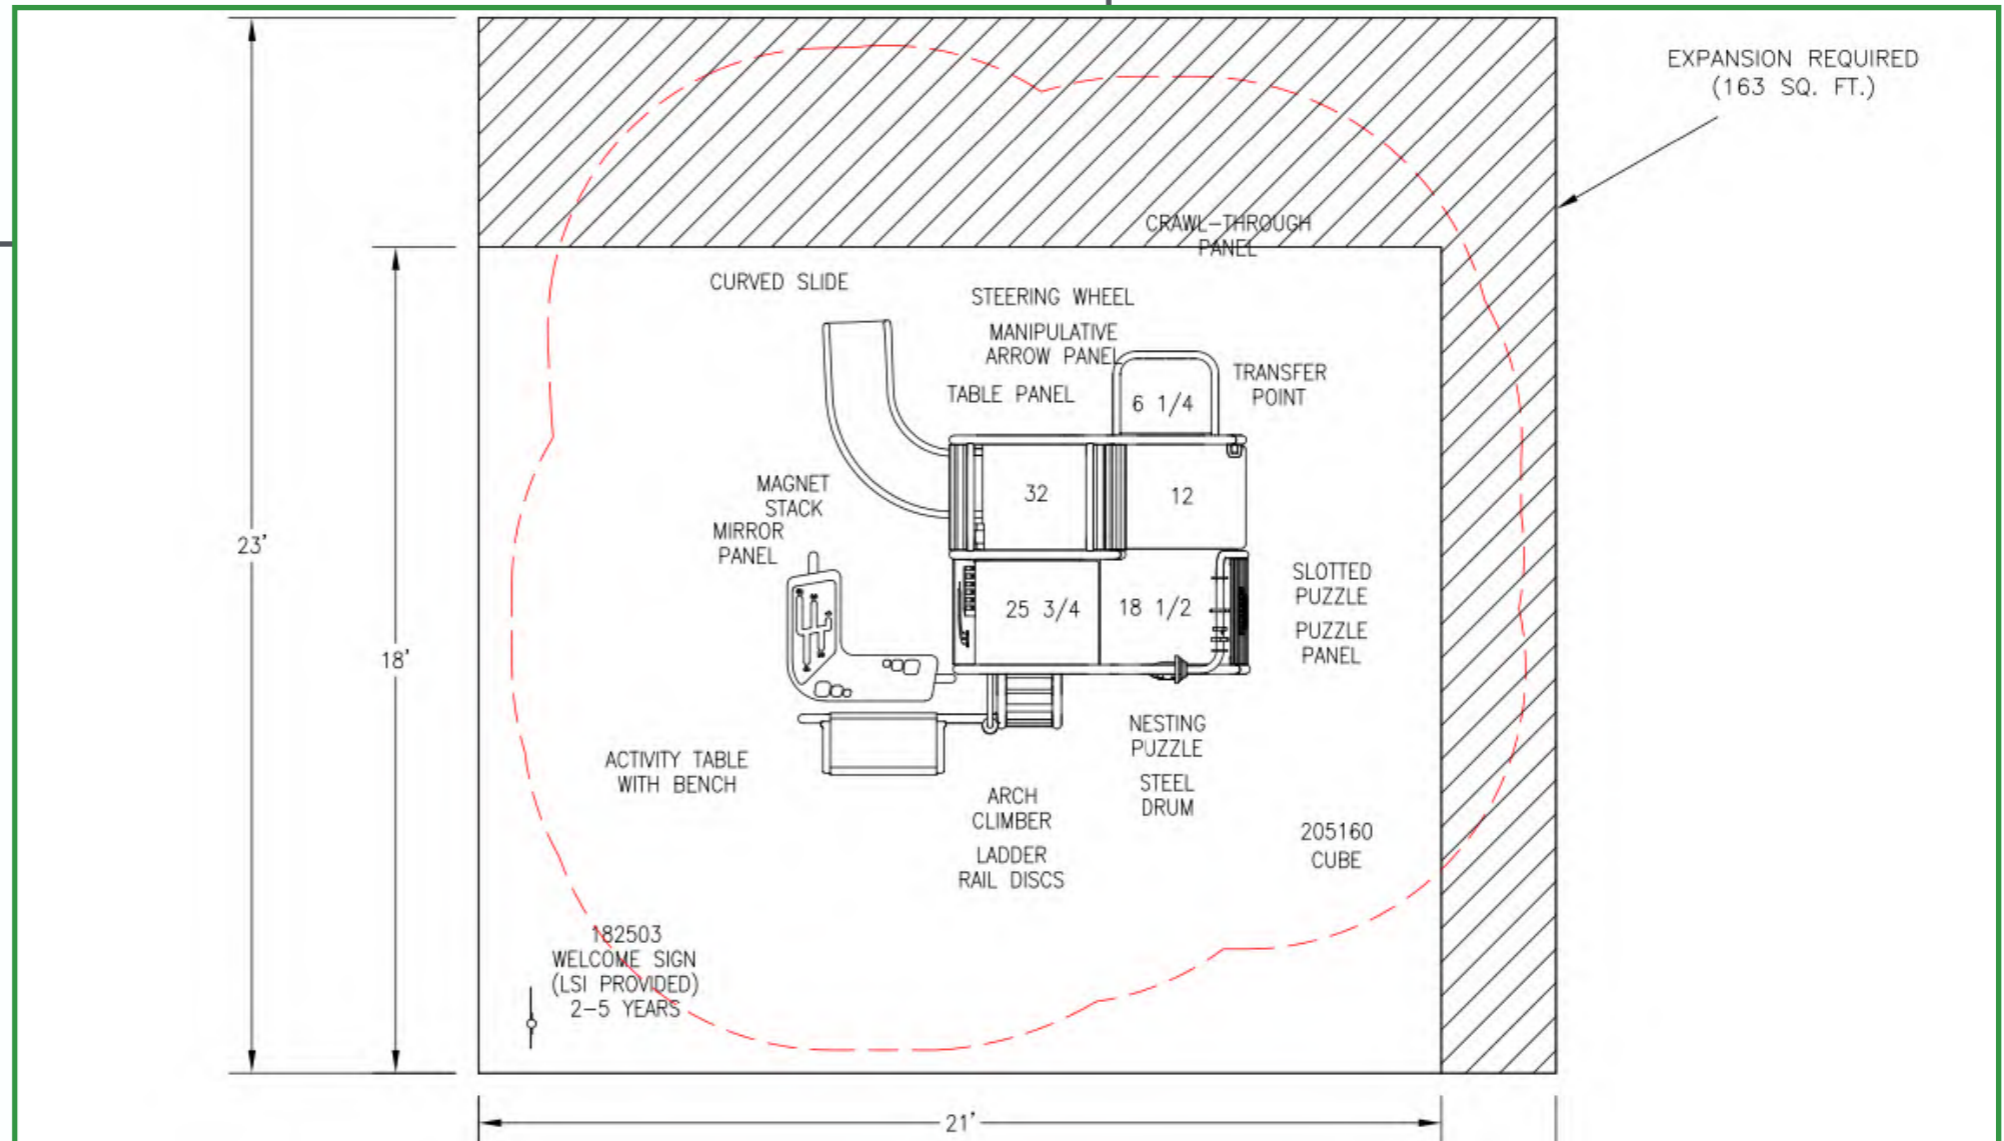 EXPANSION REQUIRED
(163 SQ. FT.)
CRAWL-THROUGH
PANEL
CURVED SLIDE
STEERING WHEEL
MANIPULATIVE
ARROW PANEL
TABLE PANEL
TRANSFER
POINT
6 1/4
MAGNET
STACK
MIRROR
PANEL
32
12
23'
18'
25 3/4
18 1/2
SLOTTED
PUZZLE
PUZZLE
PANEL
NESTING
PUZZLE
STEEL
DRUM
ACTIVITY TABLE
WITH BENCH
ARCH
CLIMBER
LADDER
RAIL DISCS
205160
CUBE
182503
WELCOME SIGN
(LSI PROVIDED)
2-5 YEARS
21'